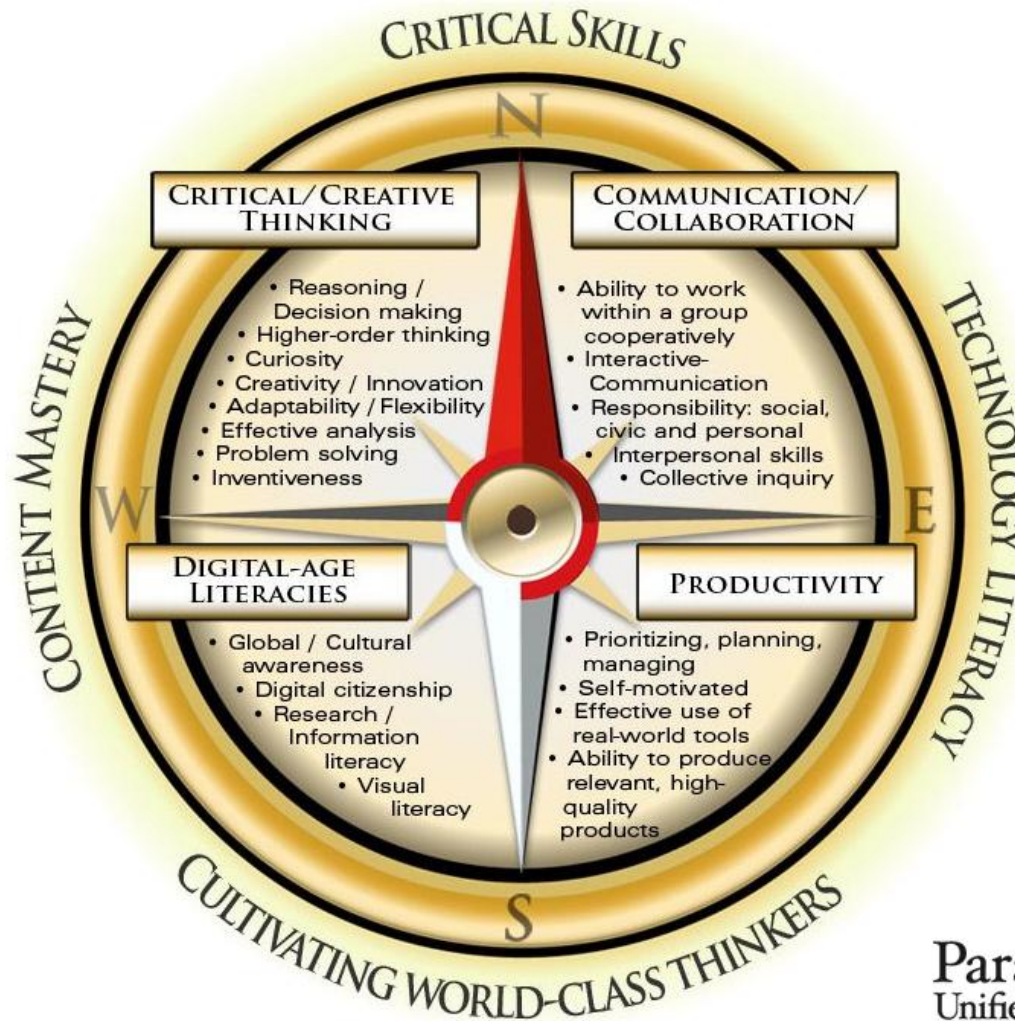 CRITICAL SKILLS
N
CRITICAL/CREATIVE
THINKING
• Reasoning /
Decision making
• Higher-order thinking
• Curiosity
• Creativity / Innovation
• Adaptability / Flexibility
• Effective analysis
• Problem solving
• Inventiveness
COMMUNICATION/
COLLABORATION
• Ability to work
within a group
cooperatively
• Interactive-
Communication
• Responsibility: social,
civic and personal
• Interpersonal skills
• Collective inquiry
CONTENT MASTERY
W
E
TECHNOLOGY LITERACY
DIGITAL-AGE
LITERACIES
• Global / Cultural
awareness
• Digital citizenship
• Research /
Information
literacy
• Visual
literacy
PRODUCTIVITY
• Prioritizing, planning,
managing
• Self-motivated
• Effective use of
real-world tools
• Ability to produce
relevant, high-
quality
products
S
CULTIVATING WORLD-CLASS THINKERS